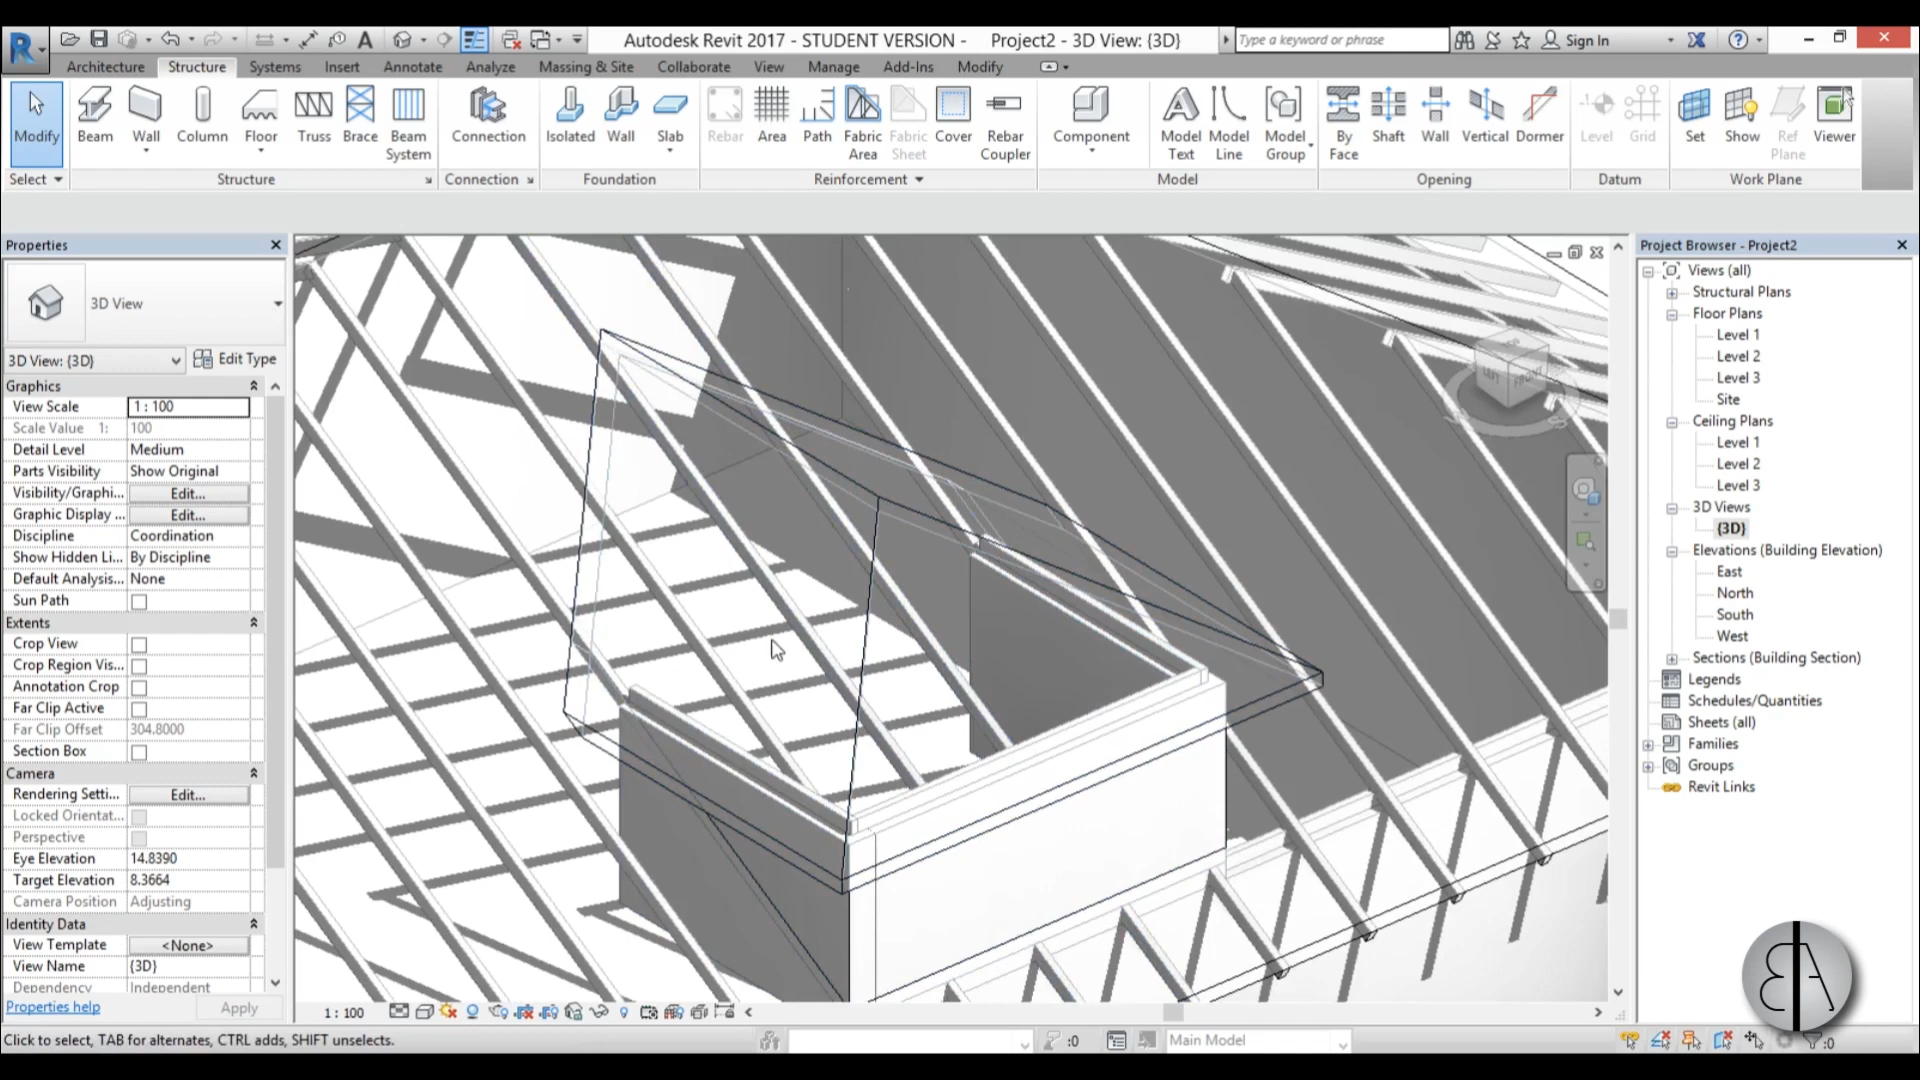 Autodesk Revit 2017 - STUDENT VERSION - Project2 - 3D View: {3D}
Type a keyword or phrase
Sign In
Architecture Structure Systems Insert Annotate Analyze Massing & Site Collaborate View Manage Add-Ins Modify
Modify Beam Wall Column Floor Truss Brace Beam System Connection Isolated Wall Slab Rebar Area Path Fabric Area Fabric Sheet Cover Rebar Coupler Component Model Text Model Line Model Group By Face Shaft Wall Vertical Dormer Level Grid Set Show Ref Plane Viewer
Select Structure Connection Foundation Reinforcement Model Opening Datum Work Plane
Properties
3D View
3D View: {3D} Edit Type
Graphics
View Scale 1 : 100
Scale Value 1: 100
Detail Level Medium
Parts Visibility Show Original
Visibility/Graphi... Edit...
Graphic Display ... Edit...
Discipline Coordination
Show Hidden Li... By Discipline
Default Analysis... None
Sun Path
Extents
Crop View
Crop Region Vis...
Annotation Crop
Far Clip Active
Far Clip Offset 304.8000
Section Box
Camera
Rendering Setti... Edit...
Locked Orientat...
Perspective
Eye Elevation 14.8390
Target Elevation 8.3664
Camera Position Adjusting
Identity Data
View Template <None>
View Name {3D}
Dependency Independent
Properties help Apply
FRONT
1 : 100
Project Browser - Project2
Views (all)
Structural Plans
Floor Plans
Level 1
Level 2
Level 3
Site
Ceiling Plans
Level 1
Level 2
Level 3
3D Views
{3D}
Elevations (Building Elevation)
East
North
South
West
Sections (Building Section)
Legends
Schedules/Quantities
Sheets (all)
Families
Groups
Revit Links
Click to select, TAB for alternates, CTRL adds, SHIFT unselects.
:0
Main Model
:0